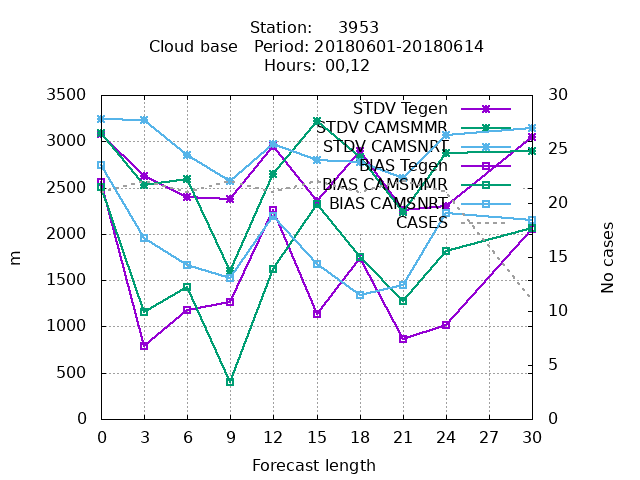 Station: 3953
Cloud base Period: 20180601-20180614
Hours: 00,12
3500
3000
2500
2000
1500
1000
500
0
m
30
25
20
15
10
5
0
No cases
STDV Tegen
STDV CAMSMMR
STDV CAMSNRT
BIAS Tegen
BIAS CAMSMMR
BIAS CAMSNRT
CASES
0 3 6 9 12 15 18 21 24 27 30
Forecast length